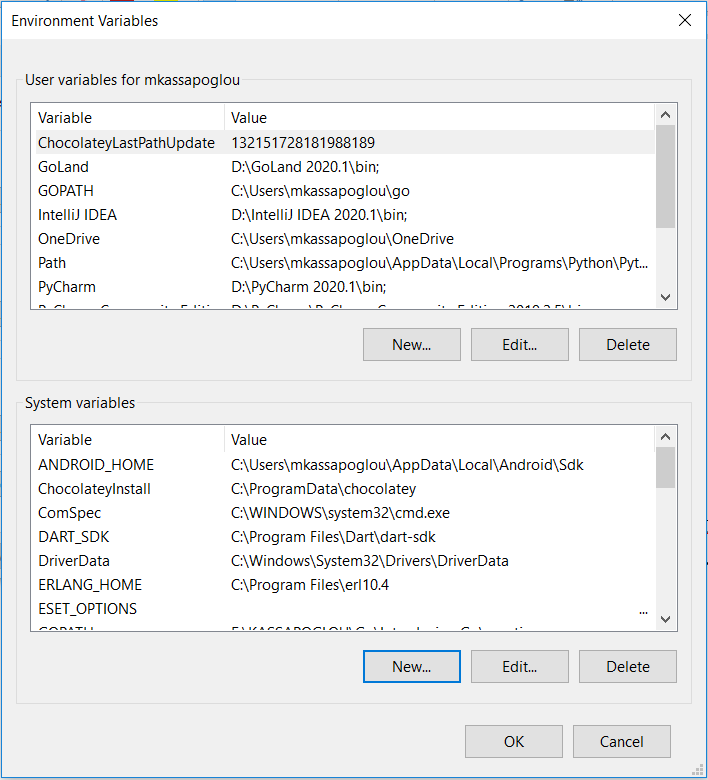 Environment Variables
User variables for mkassapoglou
Variable Value
ChocolateyLastPathUpdate 132151728181988189
GoLand D:\GoLand 2020.1\bin;
GOPATH C:\Users\mkassapoglou\go
IntelliJ IDEA D:\IntelliJ IDEA 2020.1\bin;
OneDrive C:\Users\mkassapoglou\OneDrive
Path C:\Users\mkassapoglou\AppData\Local\Programs\Python\Pyt...
PyCharm D:\PyCharm 2020.1\bin;
New... Edit... Delete
System variables
Variable Value
ANDROID_HOME C:\Users\mkassapoglou\AppData\Local\Android\Sdk
ChocolateyInstall C:\ProgramData\chocolatey
ComSpec C:\WINDOWS\system32\cmd.exe
DART_SDK C:\Program Files\Dart\dart-sdk
DriverData C:\Windows\System32\Drivers\DriverData
ERLANG_HOME C:\Program Files\erl10.4
ESET_OPTIONS ...
New... Edit... Delete
OK Cancel